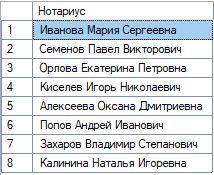 Нотариус
1 Иванова Мария Сергеевна
2 Семенов Павел Викторович
3 Орлова Екатерина Петровна
4 Киселев Игорь Николаевич
5 Алексеева Оксана Дмитриевна
6 Попов Андрей Иванович
7 Захаров Владимир Степанович
8 Калинина Наталья Игоревна